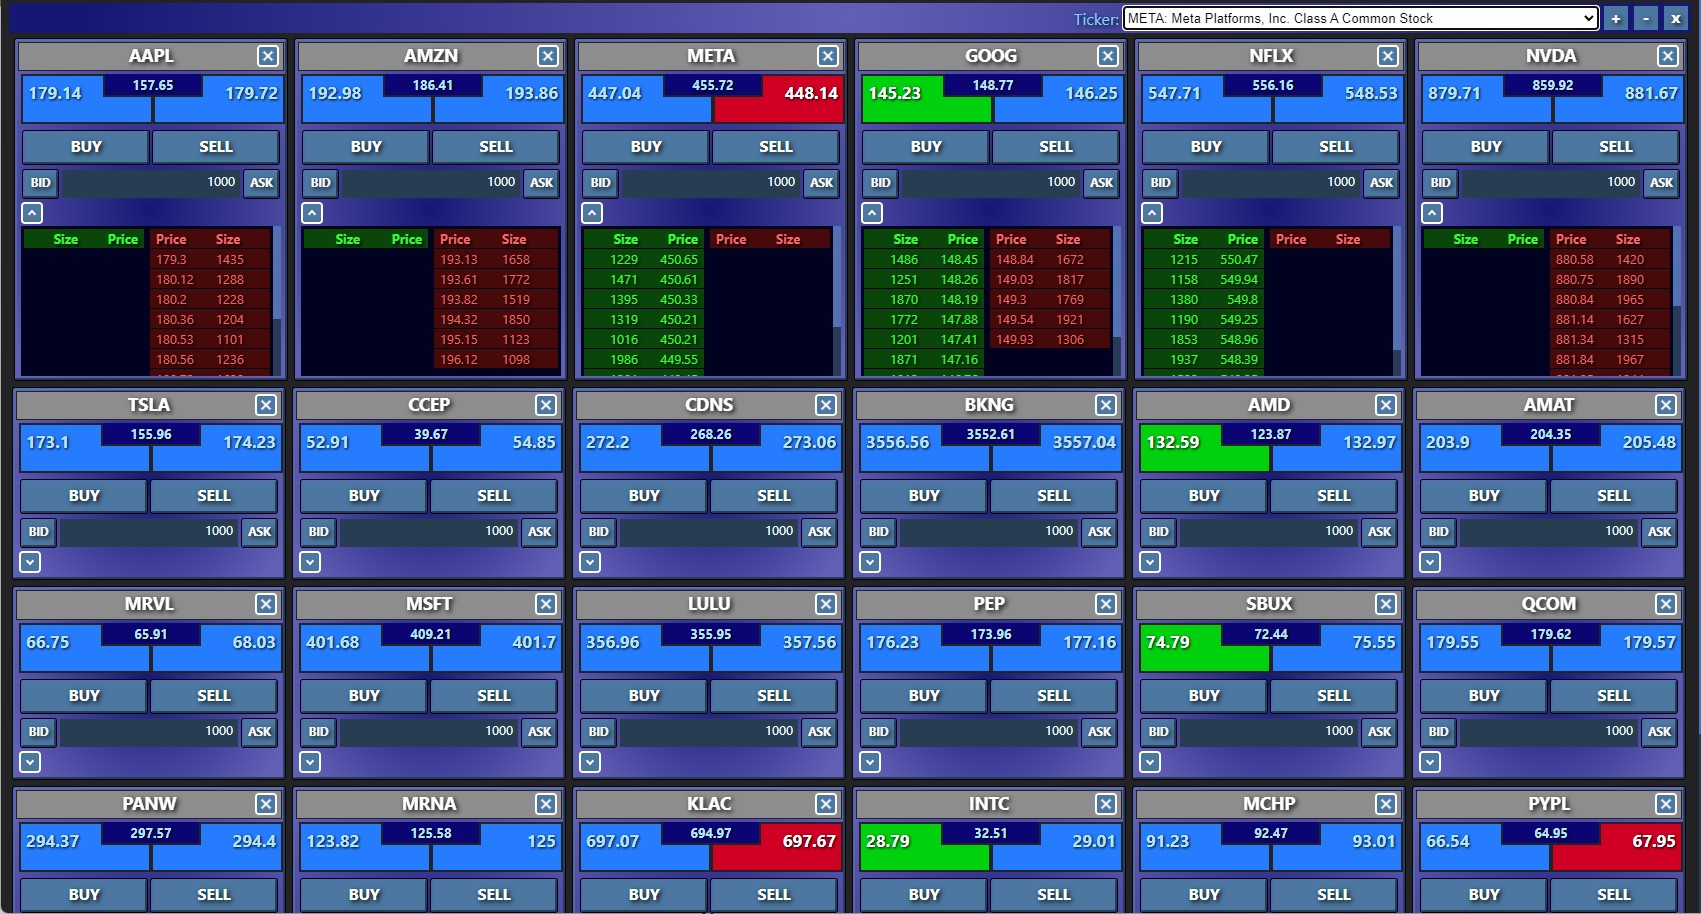 Ticker: META: Meta Platforms, Inc. Class A Common Stock + - x
AAPL AMZN META GOOG NFLX NVDA
179.14 157.65 179.72 192.98 186.41 193.86 447.04 455.72 448.14 145.23 148.77 146.25 547.71 556.16 548.53 879.71 859.92 881.67
BUY SELL BUY SELL BUY SELL BUY SELL BUY SELL BUY SELL
BID 1000 ASK BID 1000 ASK BID 1000 ASK BID 1000 ASK BID 1000 ASK BID 1000 ASK
Size Price Price Size Size Price Price Size Size Price Price Size Size Price Price Size Size Price Price Size Size Price Price Size
179.3 1435 193.13 1658 1229 450.65 1486 148.45 148.84 1672 1215 550.47 880.58 1420
180.12 1288 193.61 1772 1471 450.61 1251 148.26 149.03 1817 1158 549.94 880.75 1890
180.2 1228 193.82 1519 1395 450.33 1870 148.19 149.3 1769 1380 549.8 880.84 1965
180.36 1204 194.32 1850 1319 450.21 1772 147.88 149.54 1921 1190 549.25 881.14 1627
180.53 1101 195.15 1123 1016 450.21 1201 147.41 149.93 1306 1853 548.96 881.34 1315
180.56 1236 196.12 1098 1986 449.55 1871 147.16 1937 548.39 881.84 1967
TSLA CCEP CDNS BKNG AMD AMAT
173.1 155.96 174.23 52.91 39.67 54.85 272.2 268.26 273.06 3556.56 3552.61 3557.04 132.59 123.87 132.97 203.9 204.35 205.48
BUY SELL BUY SELL BUY SELL BUY SELL BUY SELL BUY SELL
BID 1000 ASK BID 1000 ASK BID 1000 ASK BID 1000 ASK BID 1000 ASK BID 1000 ASK
MRVL MSFT LULU PEP SBUX QCOM
66.75 65.91 68.03 401.68 409.21 401.7 356.96 355.95 357.56 176.23 173.96 177.16 74.79 72.44 75.55 179.55 179.62 179.57
BUY SELL BUY SELL BUY SELL BUY SELL BUY SELL BUY SELL
BID 1000 ASK BID 1000 ASK BID 1000 ASK BID 1000 ASK BID 1000 ASK BID 1000 ASK
PANW MRNA KLAC INTC MCHP PYPL
294.37 297.57 294.4 123.82 125.58 125 697.07 694.97 697.67 28.79 32.51 29.01 91.23 92.47 93.01 66.54 64.95 67.95
BUY SELL BUY SELL BUY SELL BUY SELL BUY SELL BUY SELL